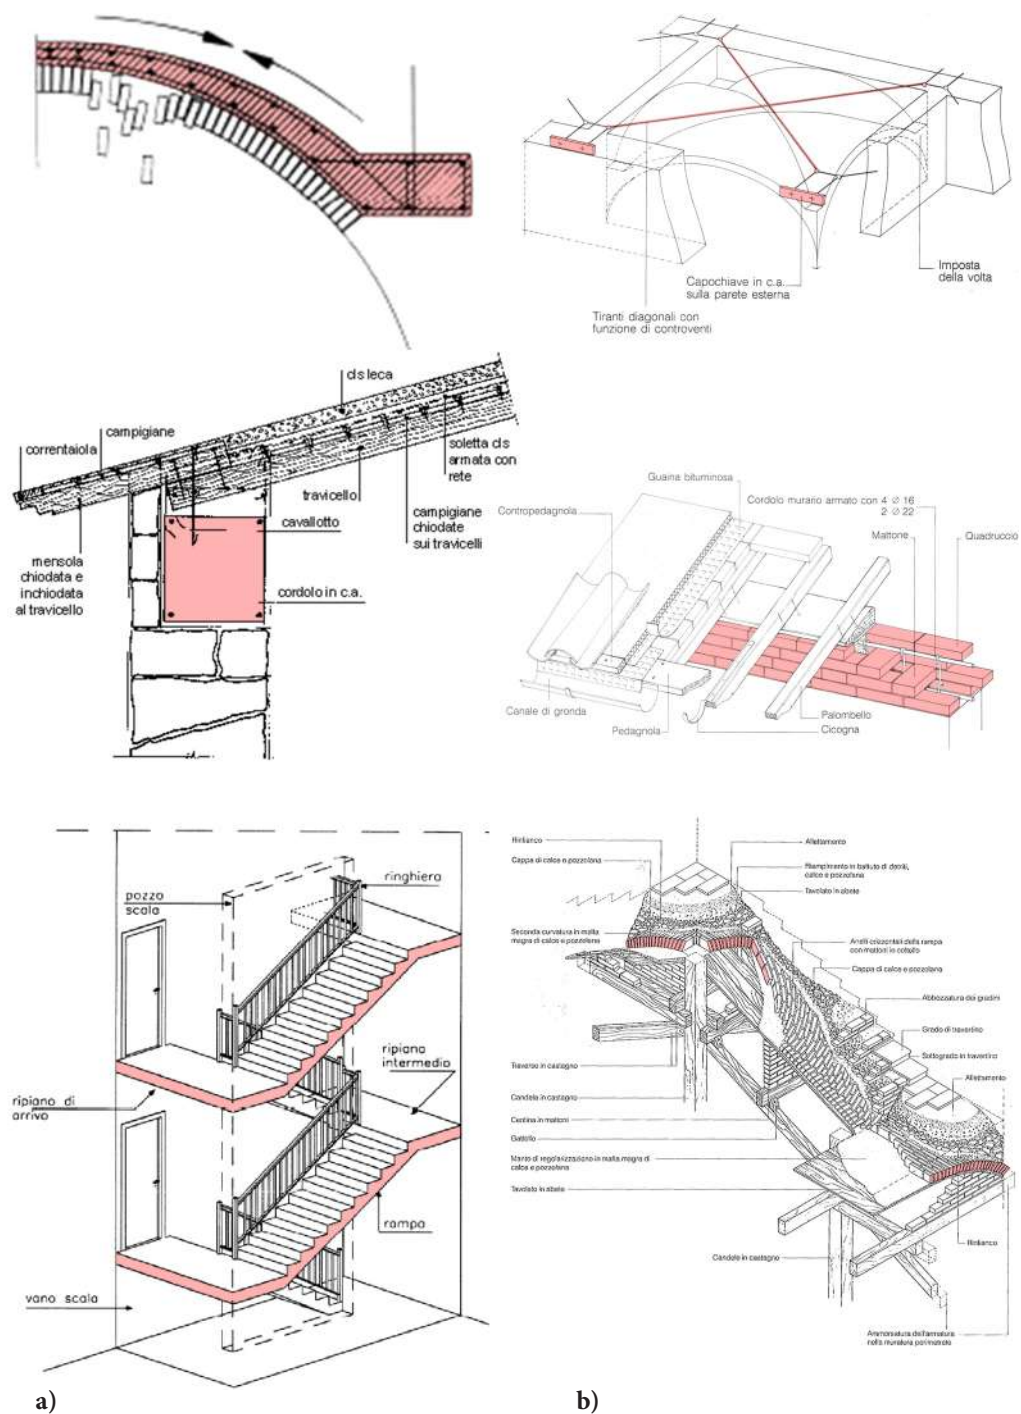 Imposta
della volta
Capochiave in c.a.
sulla parete esterna
Tiranti diagonali con
funzione di controventi
cls leca
campigiane
correntaiola
soletta cls
armata con
rete
travicello
cavallotto
campigiane
chiodate
sui travicelli
mensola
chiodata e
inchiodata
al travicello
cordolo in c.a.
Guaina bituminosa
Contropedagnola
Cordolo murario armato con 4 ∅ 16
2 ∅ 22
Mattone
Quadruccio
Canale di gronda
Palombello
Pedagnola
Cicogna
ringhiera
pozzo
scala
ripiano
intermedio
ripiano di
arrivo
rampa
vano scala
Rinfianco
Allettamento
Cappa di calce e pozzolana
Riempimento in battuto di detriti,
calce e pozzolana
Tavolato in abete
Seconda curvatura in malta
magra di calce e pozzolana
Anelli orizzontali della rampa
con mattoni in coltello
Cappa di calce e pozzolana
Abbozzatura dei gradini
Grado di travertino
Sottogrado in travertino
Traverso in castagno
Allettamento
Candela in castagno
Centina in mattoni
Gattello
Manto di regolarizzazione in malta magra di
calce e pozzolana
Tavolato in abete
Candele in castagno
Rinfianco
Ammorsatura dell'armatura
nella muratura perimetrale
a)
b)